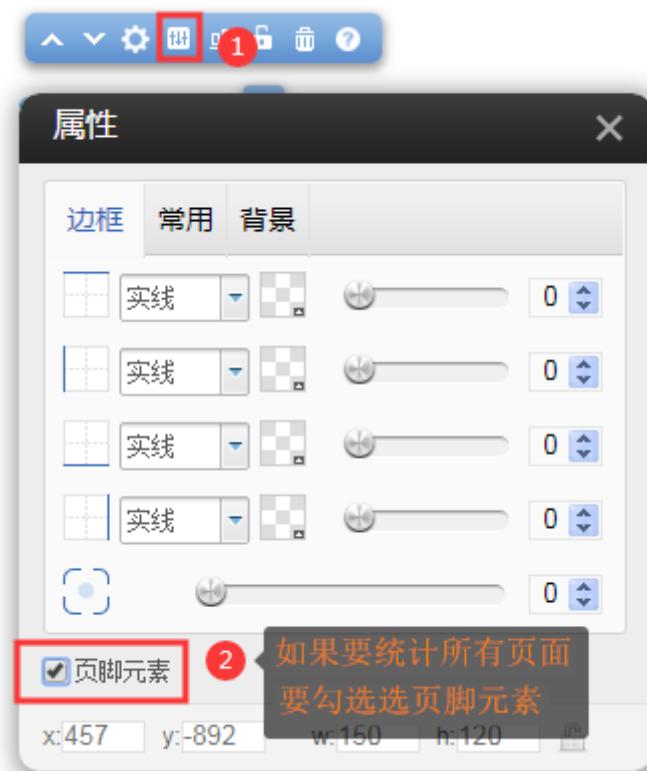 1
属性
边框 常用 背景
实线 0
实线 0
实线 0
实线 0
0
页脚元素
2
如果要统计所有页面
要勾选选页脚元素
x: 457 y: -892 w: 150 h: 120